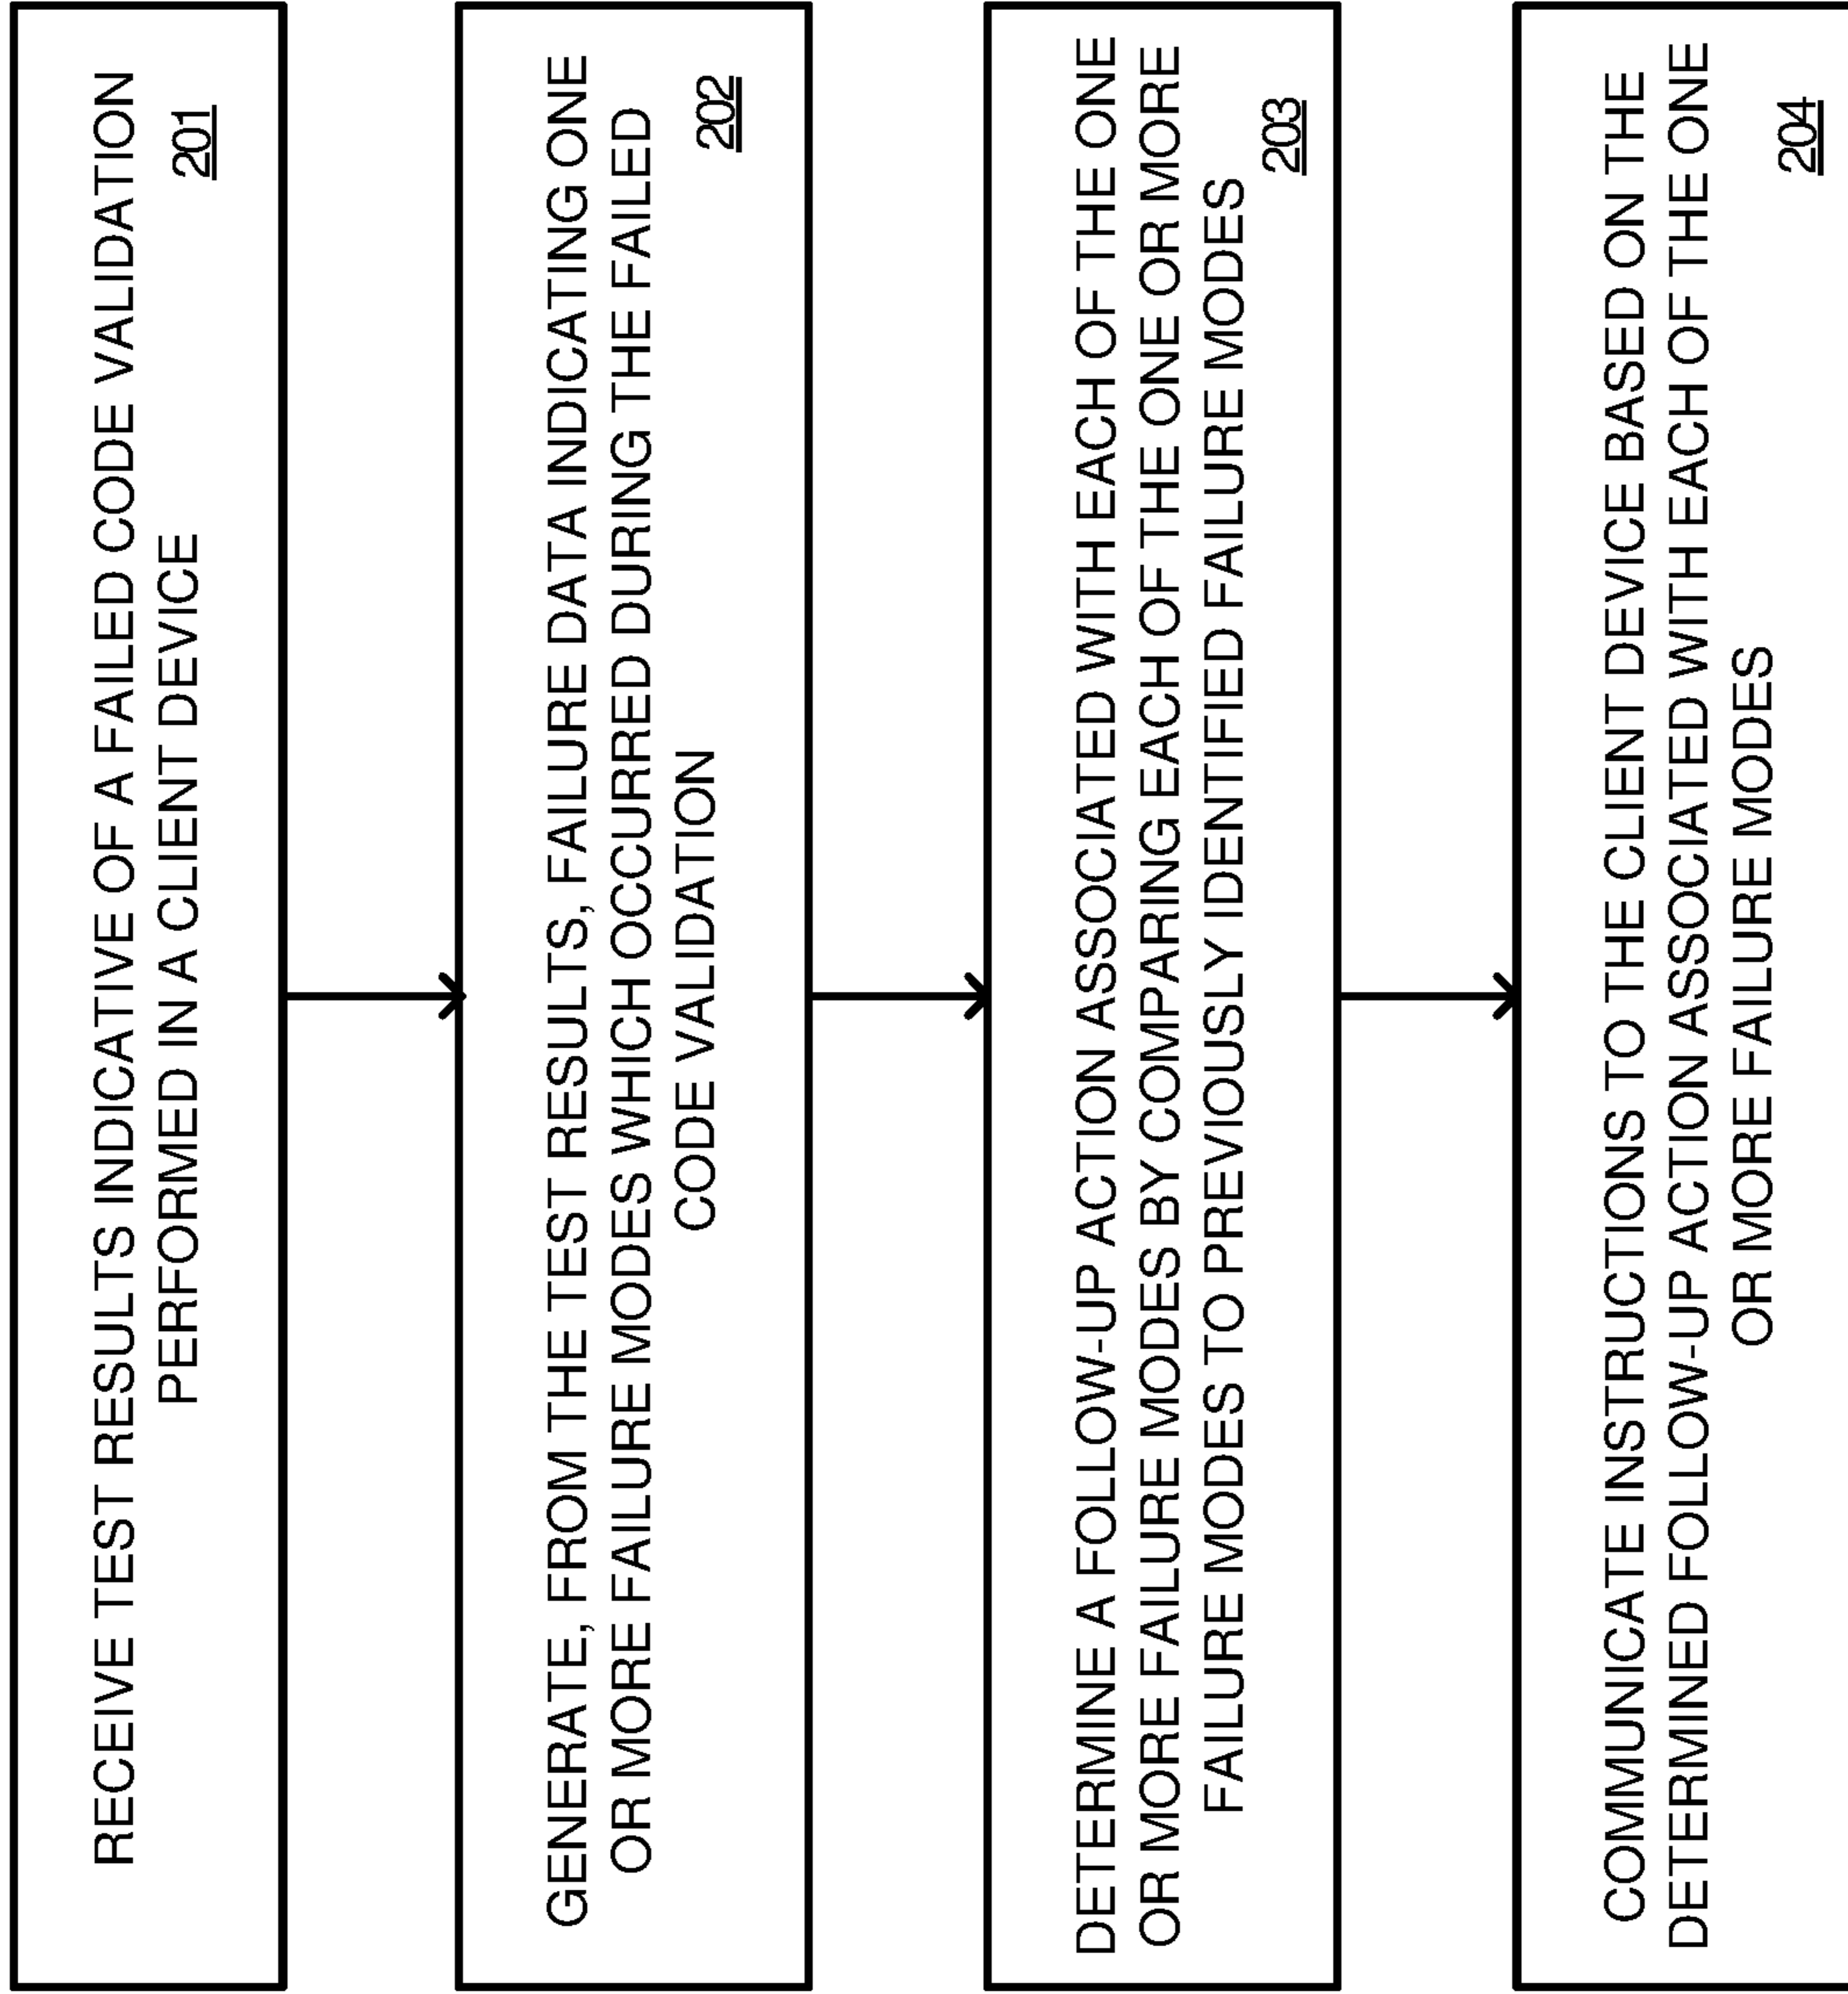 RECEIVE TEST RESULTS INDICATIVE OF A FAILED CODE VALIDATION
PERFORMED IN A CLIENT DEVICE
201
GENERATE, FROM THE TEST RESULTS, FAILURE DATA INDICATING ONE
OR MORE FAILURE MODES WHICH OCCURRED DURING THE FAILED
CODE VALIDATION
202
DETERMINE A FOLLOW-UP ACTION ASSOCIATED WITH EACH OF THE ONE
OR MORE FAILURE MODES BY COMPARING EACH OF THE ONE OR MORE
FAILURE MODES TO PREVIOUSLY IDENTIFIED FAILURE MODES
203
COMMUNICATE INSTRUCTIONS TO THE CLIENT DEVICE BASED ON THE
DETERMINED FOLLOW-UP ACTION ASSOCIATED WITH EACH OF THE ONE
OR MORE FAILURE MODES
204